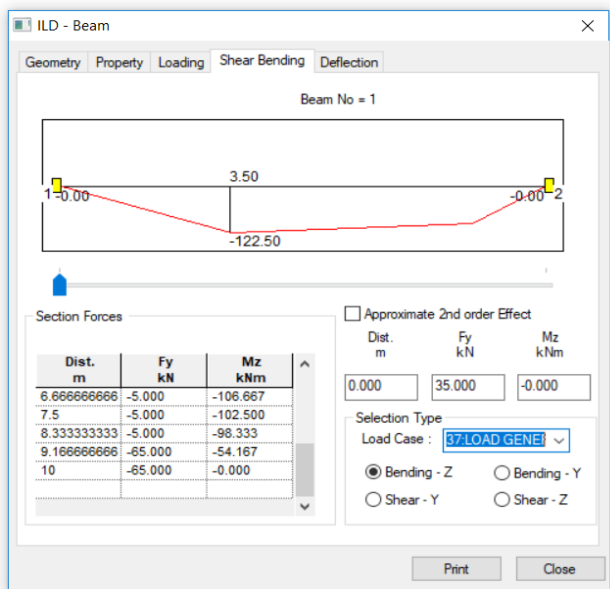 ILD - Beam
Geometry Property Loading Shear Bending Deflection
Beam No = 1
3.50
1 -0.00 -0.00 2
-122.50
Section Forces
Dist. Fy Mz
m kN kNm
6.666666666 -5.000 -106.667
7.5 -5.000 -102.500
8.333333333 -5.000 -98.333
9.166666666 -65.000 -54.167
10 -65.000 -0.000
Approximate 2nd order Effect
Dist. Fy Mz
m kN kNm
0.000 35.000 -0.000
Selection Type
Load Case : 37:LOAD GENER
Bending - Z Bending - Y
Shear - Y Shear - Z
Print Close